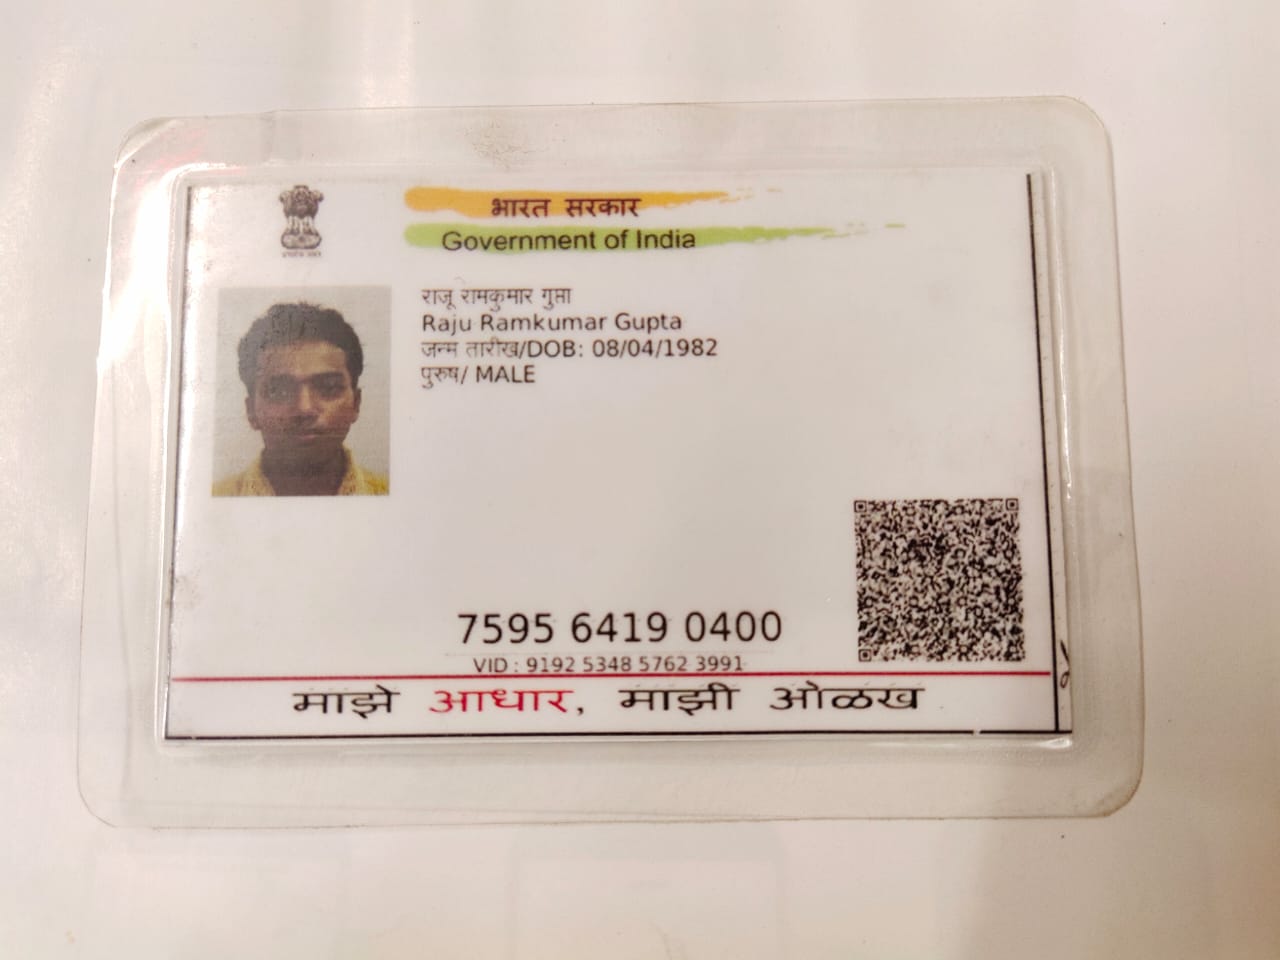 भारत सरकार
Government of India
राजू रामकुमार गुप्ता
Raju Ramkumar Gupta
जन्म तारीख/DOB: 08/04/1982
पुरुष/ MALE
7595 6419 0400
VID : 9192 5348 5762 3991
माझे आधार, माझी ओळख